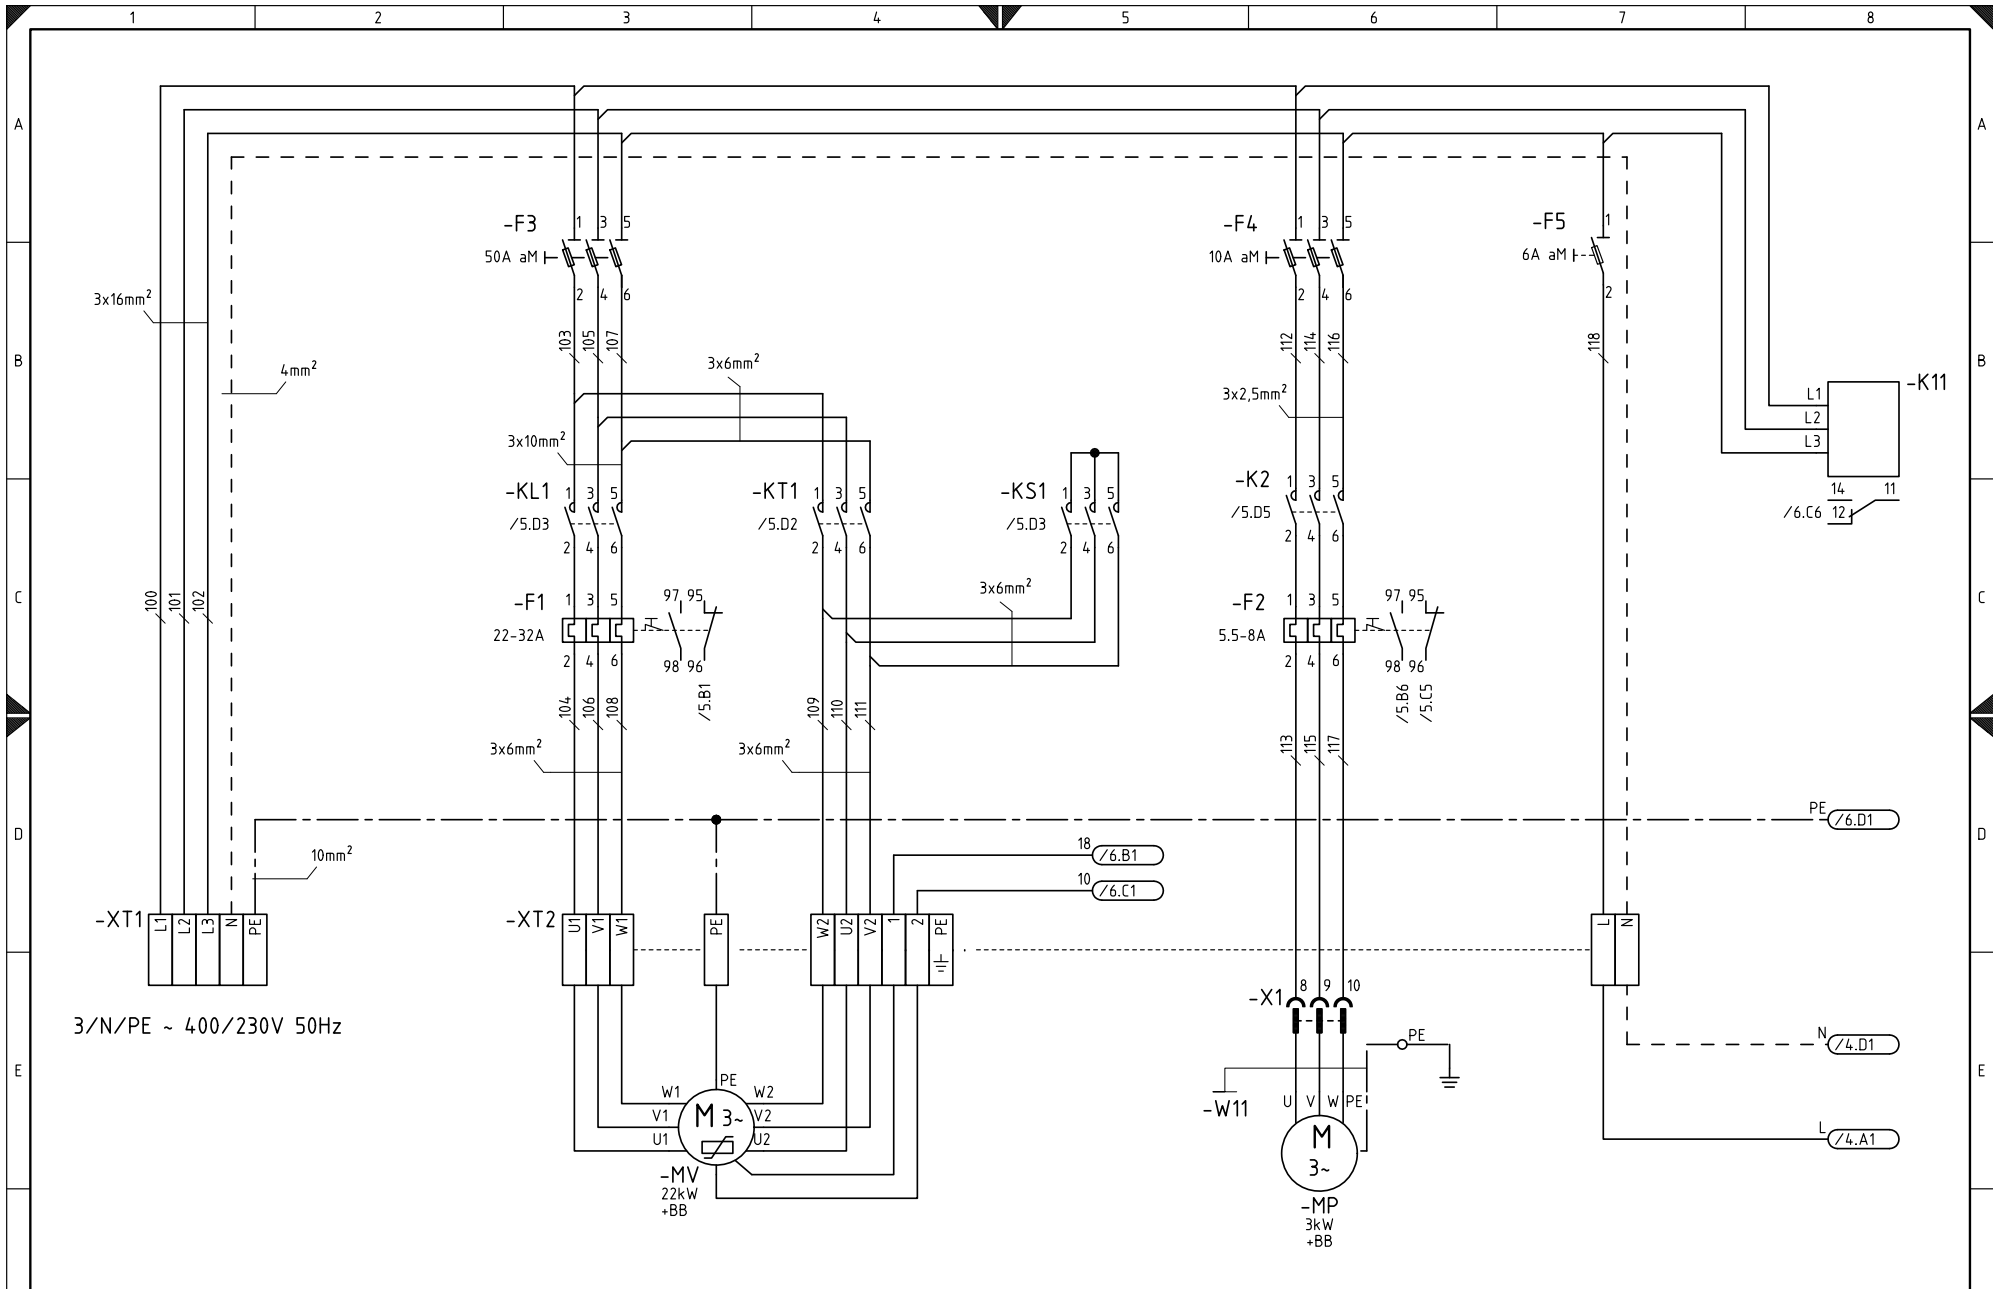 1 2 3 4 5 6 7 8
A A
-F3 1 3 5
50A aM
2 4 6
-F4 1 3 5
10A aM
2 4 6
-F5 1
6A aM
2
3x16mm²
103 105 107
112 114 116
118
B B
4mm²
3x6mm²
3x2,5mm²
3x10mm²
L1 -K11
L2
L3
14 11
/6.C6 12
-KL1 1 3 5
/5.D3
2 4 6
-KT1 1 3 5
/5.D2
2 4 6
-KS1 1 3 5
/5.D3
2 4 6
-K2 1 3 5
/5.D5
2 4 6
C C
100 101 102
3x6mm²
-F1 1 3 5 97 95
22-32A
2 4 6 98 96
/5.B1
-F2 1 3 5 97 95
5.5-8A
2 4 6 98 96
/5.B6 /5.C5
104 106 108
109 110 111
113 115 117
3x6mm² 3x6mm²
D D
PE /6.D1
10mm²
18 /6.B1
10 /6.C1
-XT1 L1 L2 L3 N PE
-XT2 U1 V1 W1 PE W2 U2 V2 1 2 PE L N
3/N/PE ~ 400/230V 50Hz
-X1 8 9 10
PE
N /4.D1
E E
PE
W1 W2
V1 M 3~ V2
U1 U2
-MV
22kW
+BB
-W11
U V W PE
M
3~
-MP
3kW
+BB
L /4.A1